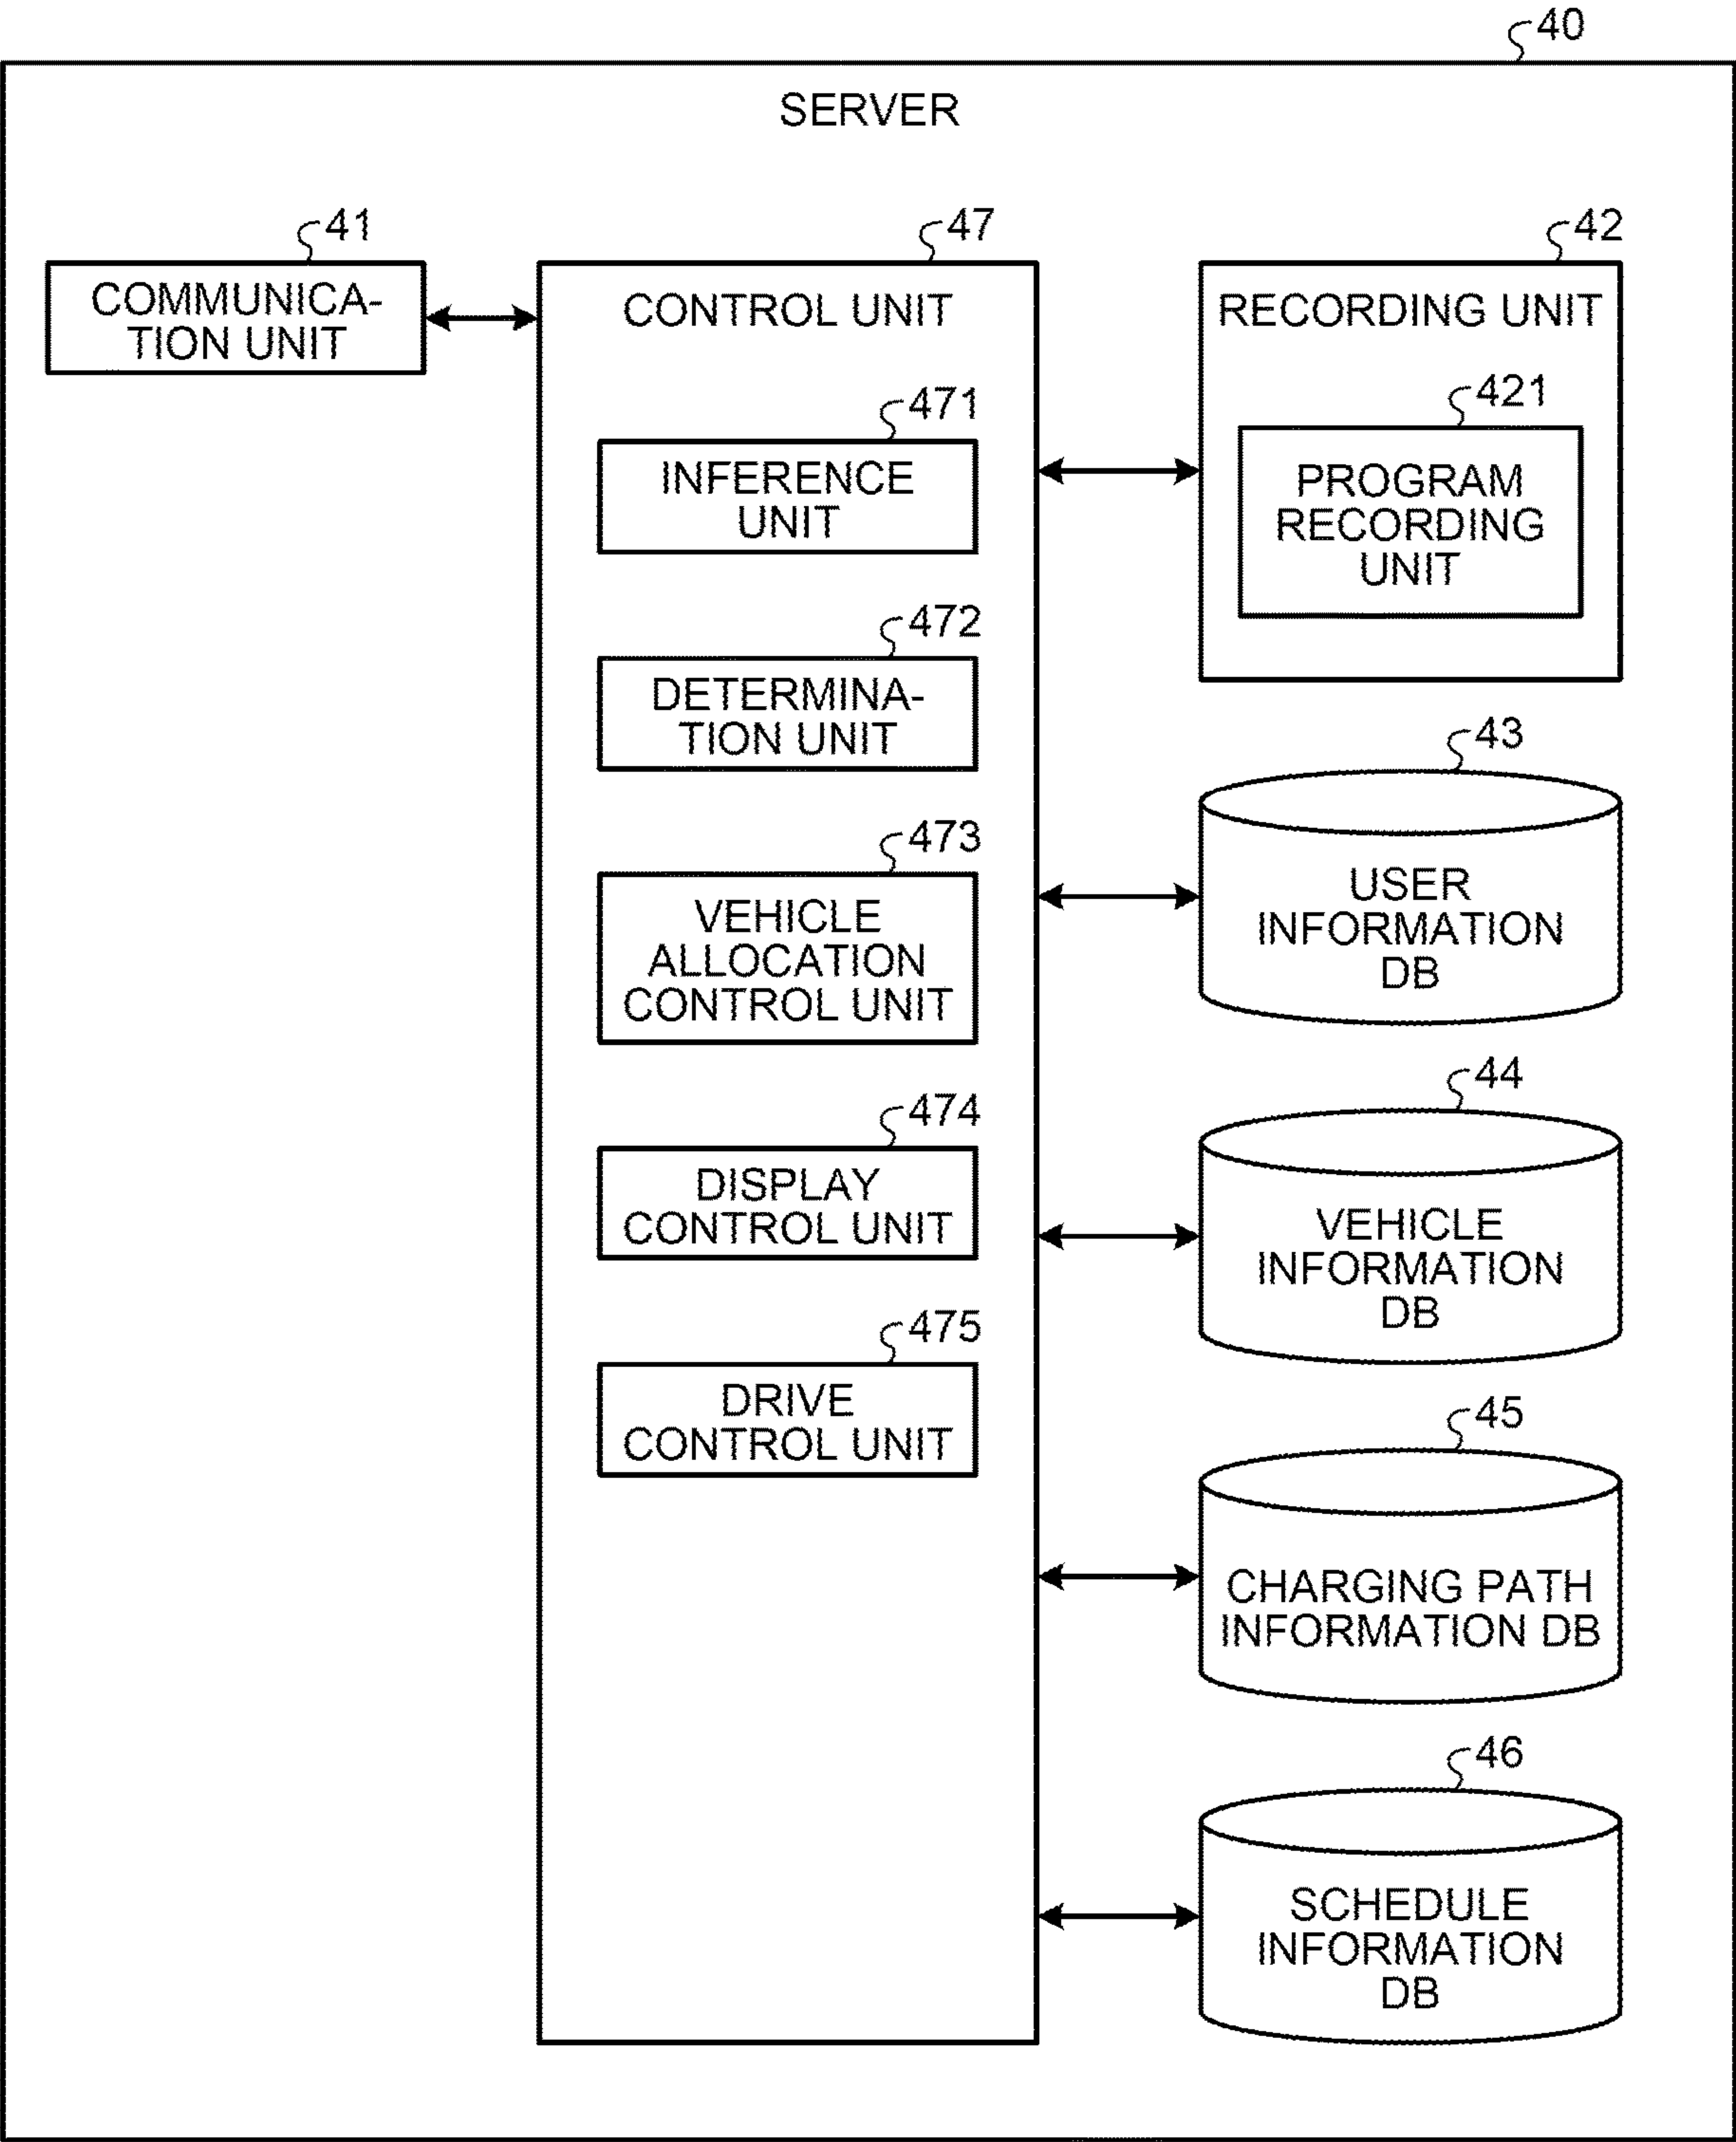 40
SERVER
41
COMMUNICA-
TION UNIT
47
CONTROL UNIT
471
INFERENCE
UNIT
472
DETERMINA-
TION UNIT
473
VEHICLE
ALLOCATION
CONTROL UNIT
474
DISPLAY
CONTROL UNIT
475
DRIVE
CONTROL UNIT
42
RECORDING UNIT
421
PROGRAM
RECORDING
UNIT
43
USER
INFORMATION
DB
44
VEHICLE
INFORMATION
DB
45
CHARGING PATH
INFORMATION DB
46
SCHEDULE
INFORMATION
DB